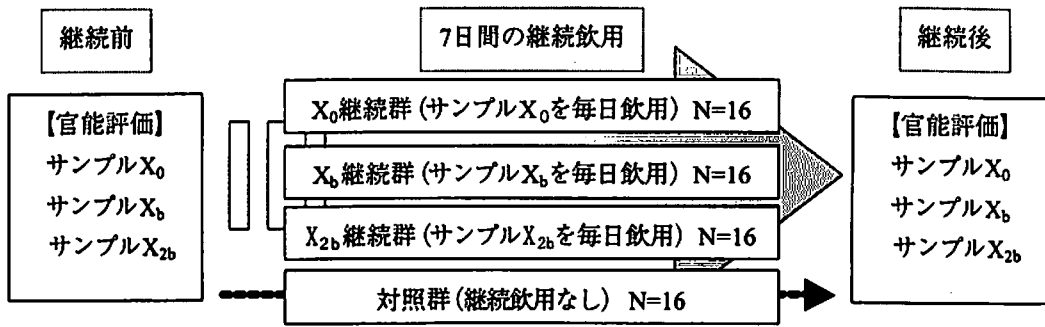 継続前
7日間の継続飲用
継続後
【官能評価】
サンプルX0
サンプルXb
サンプルX2b
X0継続群(サンプルX0を毎日飲用) N=16
Xb継続群(サンプルXbを毎日飲用) N=16
X2b継続群(サンプルX2bを毎日飲用) N=16
対照群(継続飲用なし) N=16
【官能評価】
サンプルX0
サンプルXb
サンプルX2b